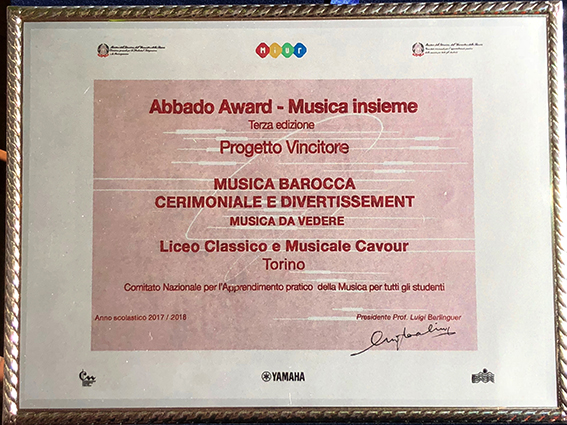 Miur
Abbado Award - Musica insieme
Terza edizione
Progetto Vincitore
MUSICA BAROCCA
CERIMONIALE E DIVERTISSEMENT
MUSICA DA VEDERE
Liceo Classico e Musicale Cavour
Torino
Comitato Nazionale per l'Apprendimento pratico della Musica per tutti gli studenti
Anno scolastico 2017 / 2018
Presidente Prof. Luigi Berlinguer
YAMAHA